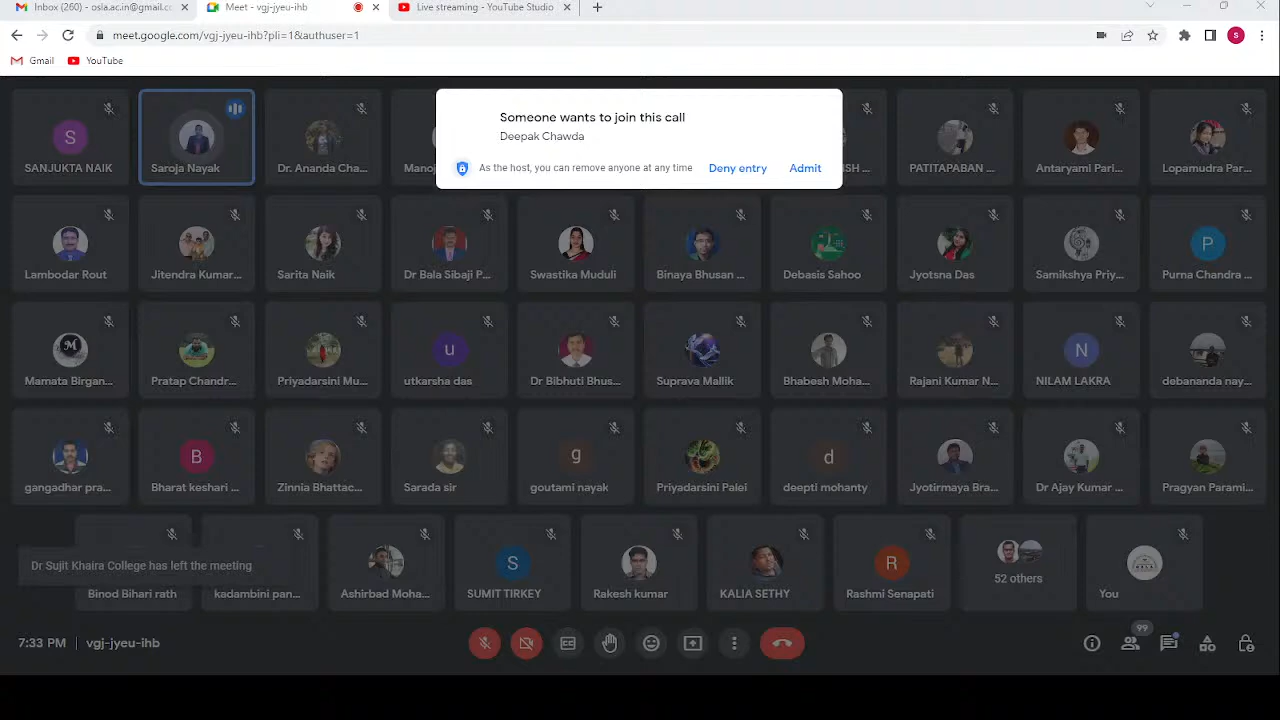 Inbox (260) - osla.ac.in@gmail.c
Meet - vgj-jyeu-ihb
Live streaming - YouTube Studio
meet.google.com/vgj-jyeu-ihb?pli=1&authuser=1
S
Gmail
YouTube
Someone wants to join this call
Deepak Chawda
As the host, you can remove anyone at any time
Deny entry
Admit
S
SANJUKTA NAIK
Saroja Nayak
Dr. Ananda Cha...
Manoj
SH ...
PATITAPABAN ...
Antaryami Pari...
Lopamudra Par...
Lambodar Rout
Jitendra Kumar...
Sarita Naik
Dr Bala Sibaji P...
Swastika Muduli
Binaya Bhusan ...
Debasis Sahoo
Jyotsna Das
Samikshya Priy...
P
Purna Chandra ...
M
Mamata Birgan...
Pratap Chandr...
Priyadarsini Mu...
u
utkarsha das
Dr Bibhuti Bhus...
Suprava Mallik
Bhabesh Moha...
Rajani Kumar N...
N
NILAM LAKRA
debananda nay...
gangadhar pra...
B
Bharat keshari ...
Zinnia Bhattac...
Sarada sir
g
goutami nayak
Priyadarsini Palei
d
deepti mohanty
Jyotirmaya Bra...
Dr Ajay Kumar ...
Pragyan Parami...
Dr Sujit Khaira College has left the meeting
Binod Bihari rath
kadambini pan...
Ashirbad Moha...
S
SUMIT TIRKEY
Rakesh kumar
KALIA SETHY
R
Rashmi Senapati
52 others
You
7:33 PM
vgj-jyeu-ihb
99